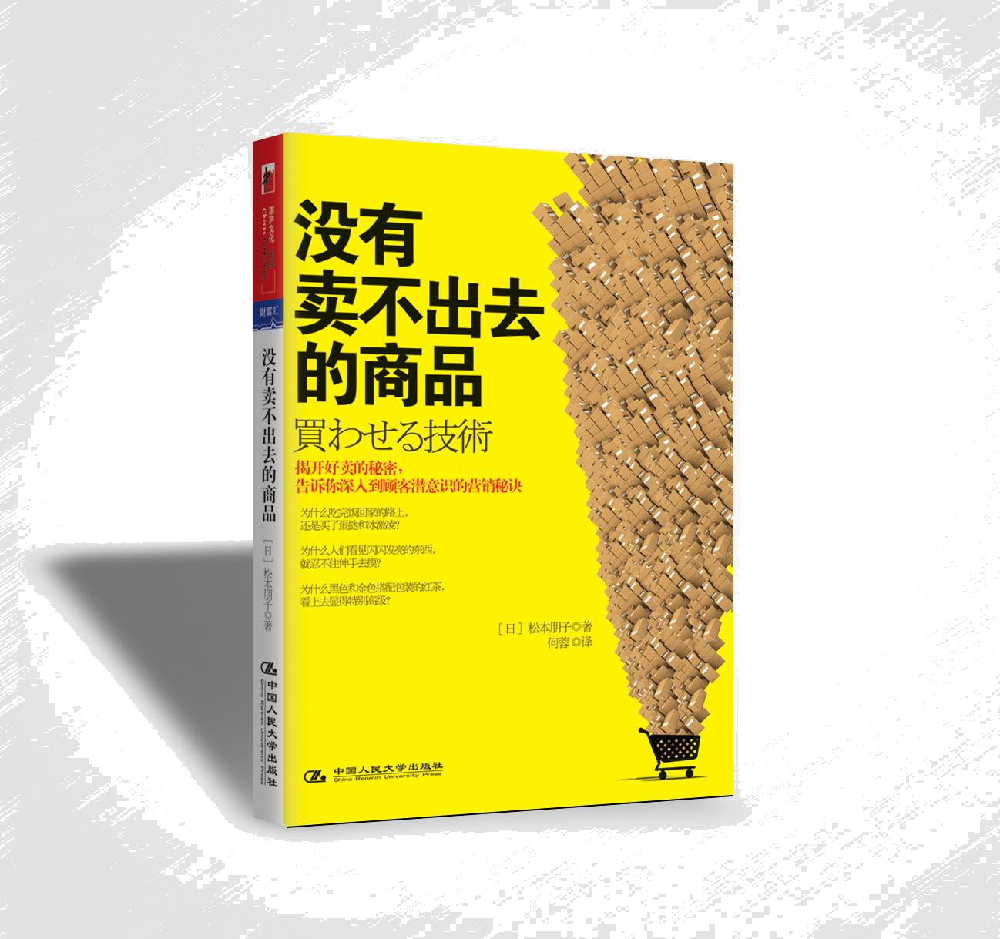 没有
卖不出去
的商品
買わせる技術
揭开好卖的秘密，
告诉你深入到顾客潜意识的营销秘诀
为什么吃完饭回家的路上，
还是买了蛋挞和冰激凌？
为什么人们看见闪闪发亮的东西，
就忍不住伸手去摸？
为什么黑色和金色搭配包装的红茶，
看上去显得特别高级？
［日］松本朋子◎著
何蓉◎译
中国人民大学出版社
China Renmin University Press
湛庐文化
Cheers
财富汇
没有卖不出去的商品
［日］松本朋子◎著
中国人民大学出版社
China Renmin University Press